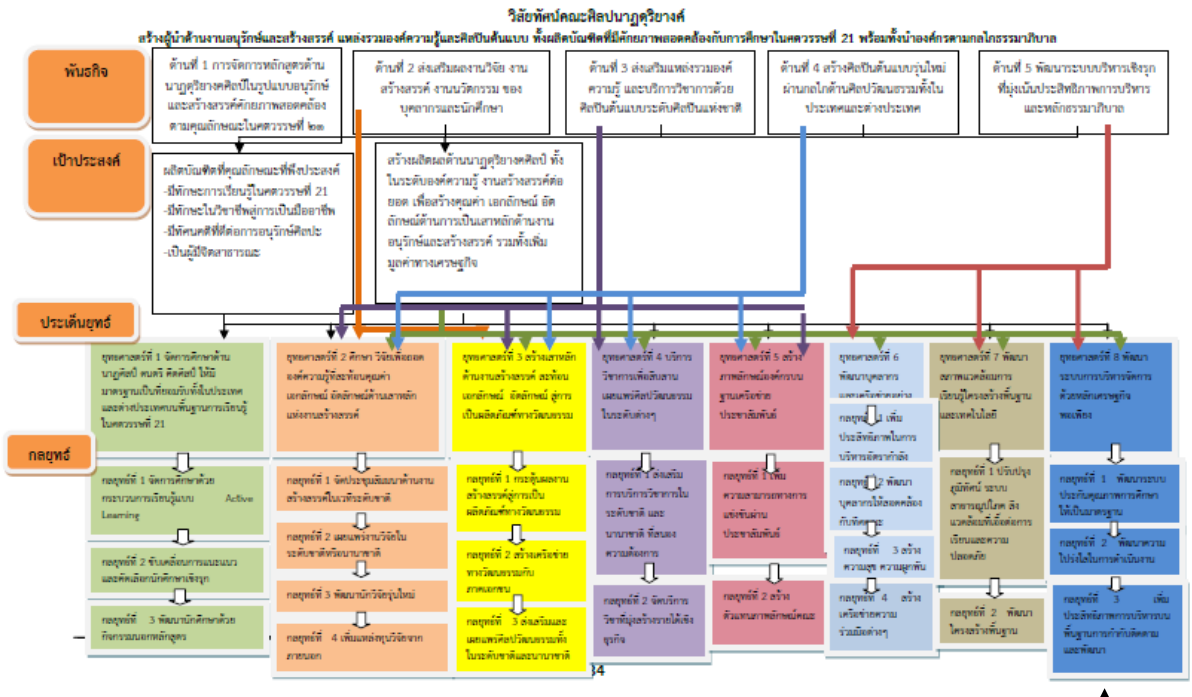 วิสัยทัศน์คณะศิลปนาฏดุริยางค์
สร้างผู้นำด้านงานอนุรักษ์และสร้างสรรค์ แหล่งรวมองค์ความรู้และศิลปินต้นแบบ ทั้งผลิตบัณฑิตที่มีศักยภาพสอดคล้องกับการศึกษาในศตวรรษที่ 21 พร้อมทั้งนำองค์กรตามกลไกธรรมาภิบาล
พันธกิจ
ด้านที่ 1 การจัดการหลักสูตรด้าน
นาฏดุริยางคศิลป์ในรูปแบบอนุรักษ์
และสร้างสรรค์ศักยภาพสอดคล้อง
ตามคุณลักษณะในศตวรรษที่ ๒๑
ด้านที่ 2 ส่งเสริมผลงานวิจัย งาน
สร้างสรรค์ งานนวัตกรรม ของ
บุคลากรและนักศึกษา
ด้านที่ 3 ส่งเสริมแหล่งรวมองค์
ความรู้ และบริการวิชาการด้วย
ศิลปินต้นแบบระดับศิลปินแห่งชาติ
ด้านที่ 4 สร้างศิลปินต้นแบบรุ่นใหม่
ผ่านกลไกด้านศิลปวัฒนธรรมทั้งใน
ประเทศและต่างประเทศ
ด้านที่ 5 พัฒนาระบบบริหารเชิงรุก
ที่มุ่งเน้นประสิทธิภาพการบริหาร
และหลักธรรมาภิบาล
เป้าประสงค์
ผลิตบัณฑิตที่คุณลักษณะที่พึงประสงค์
-มีทักษะการเรียนรู้ในศตวรรษที่ 21
-มีทักษะในวิชาชีพสู่การเป็นมืออาชีพ
-มีทัศนคติที่ดีต่อการอนุรักษ์ศิลปะ
-เป็นผู้มีจิตสาธารณะ
สร้างผลิตผลด้านนาฏดุริยางคศิลป์ ทั้ง
ในระดับองค์ความรู้ งานสร้างสรรค์ต่อ
ยอด เพื่อสร้างคุณค่า เอกลักษณ์ อัต
ลักษณ์ด้านการเป็นเสาหลักด้านงาน
อนุรักษ์และสร้างสรรค์ รวมทั้งเพิ่ม
มูลค่าทางเศรษฐกิจ
ประเด็นยุทธ์
ยุทธศาสตร์ที่ 1 จัดการศึกษาด้าน
นาฏศิลป์ ดนตรี คีตศิลป์ ให้มี
มาตรฐานเป็นที่ยอมรับทั้งในประเทศ
และต่างประเทศบนพื้นฐานการเรียนรู้
ในศตวรรษที่ 21
ยุทธศาสตร์ที่ 2 ศึกษา วิจัยเพื่อถอด
องค์ความรู้ที่สะท้อนคุณค่า
เอกลักษณ์ อัตลักษณ์ด้านเสาหลัก
แห่งงานสร้างสรรค์
ยุทธศาสตร์ที่ 3 สร้างเสาหลัก
ด้านงานสร้างสรรค์ สะท้อน
เอกลักษณ์ อัตลักษณ์ สู่การ
เป็นผลิตภัณฑ์ทางวัฒนธรรม
ยุทธศาสตร์ที่ 4 บริการ
วิชาการเพื่อสืบสาน
เผยแพร่ศิลปวัฒนธรรม
ในระดับต่างๆ
ยุทธศาสตร์ที่ 5 สร้าง
ภาพลักษณ์องค์กรบน
ฐานเครือข่าย
ประชาสัมพันธ์
ยุทธศาสตร์ที่ 6
พัฒนาบุคลากร
และเครือข่ายอย่าง
ยุทธศาสตร์ที่ 7 พัฒนา
สภาพแวดล้อมการ
เรียนรู้โครงสร้างพื้นฐาน
และเทคโนโลยี
ยุทธศาสตร์ที่ 8 พัฒนา
ระบบการบริหารจัดการ
ด้วยหลักเศรษฐกิจ
พอเพียง
กลยุทธ์
กลยุทธ์ที่ 1 จัดการศึกษาด้วย
กระบวนการเรียนรู้แบบ Active
Learning
กลยุทธ์ที่ 2 ขับเคลื่อนการแนะแนว
และคัดเลือกนักศึกษาเชิงรุก
กลยุทธ์ที่ 3 พัฒนานักศึกษาด้วย
กิจกรรมนอกหลักสูตร
กลยุทธ์ที่ 1 จัดประชุมสัมมนาด้านงาน
สร้างสรรค์ในเวทีระดับชาติ
กลยุทธ์ที่ 2 เผยแพร่งานวิจัยใน
ระดับชาติหรือนานาชาติ
กลยุทธ์ที่ 3 พัฒนานักวิจัยรุ่นใหม่
กลยุทธ์ที่ 4 เพิ่มแหล่งทุนวิจัยจาก
ภายนอก
กลยุทธ์ที่ 1 กระตุ้นผลงาน
สร้างสรรค์สู่การเป็น
ผลิตภัณฑ์ทางวัฒนธรรม
กลยุทธ์ที่ 2 สร้างเครือข่าย
ทางวัฒนธรรมกับ
ภาคเอกชน
กลยุทธ์ที่ 3 ส่งเสริมและ
เผยแพร่ศิลปวัฒนธรรมทั้ง
ในระดับชาติและนานาชาติ
กลยุทธ์ที่ 1 ส่งเสริม
การบริการวิชาการใน
ระดับชาติ และ
นานาชาติ ที่สนอง
ความต้องการ
กลยุทธ์ที่ 2 จัดบริการ
วิชาที่มุ่งสร้างรายได้เชิง
ธุรกิจ
กลยุทธ์ที่ 1 เพิ่ม
ความสามารถทางการ
แข่งขันผ่าน
ประชาสัมพันธ์
กลยุทธ์ที่ 2 สร้าง
ตัวแทนภาพลักษณ์คณะ
กลยุทธ์ที่ 1 เพิ่ม
ประสิทธิภาพในการ
บริหารอัตรากำลัง
กลยุทธ์ 2 พัฒนา
บุคลากรให้สอดคล้อง
กับทิศ
กลยุทธ์ที่ 3 สร้าง
ความสุข ความผูกพัน
กลยุทธ์ที่ 4 สร้าง
เครือข่ายความ
ร่วมมือต่างๆ
กลยุทธ์ที่ 1 ปรับปรุง
ภูมิทัศน์ ระบบ
สาธารณูปโภค สิ่ง
แวดล้อมที่เอื้อต่อการ
เรียนและความ
ปลอดภัย
กลยุทธ์ที่ 2 พัฒนา
โครงสร้างพื้นฐาน
กลยุทธ์ที่ 1 พัฒนาระบบ
ประกันคุณภาพการศึกษา
ให้เป็นมาตรฐาน
กลยุทธ์ที่ 2 พัฒนาความ
โปร่งใสในการดำเนินงาน
กลยุทธ์ที่ 3 เพิ่ม
ประสิทธิภาพการบริหารบน
พื้นฐานการกำกับติดตาม
และพัฒนา
34